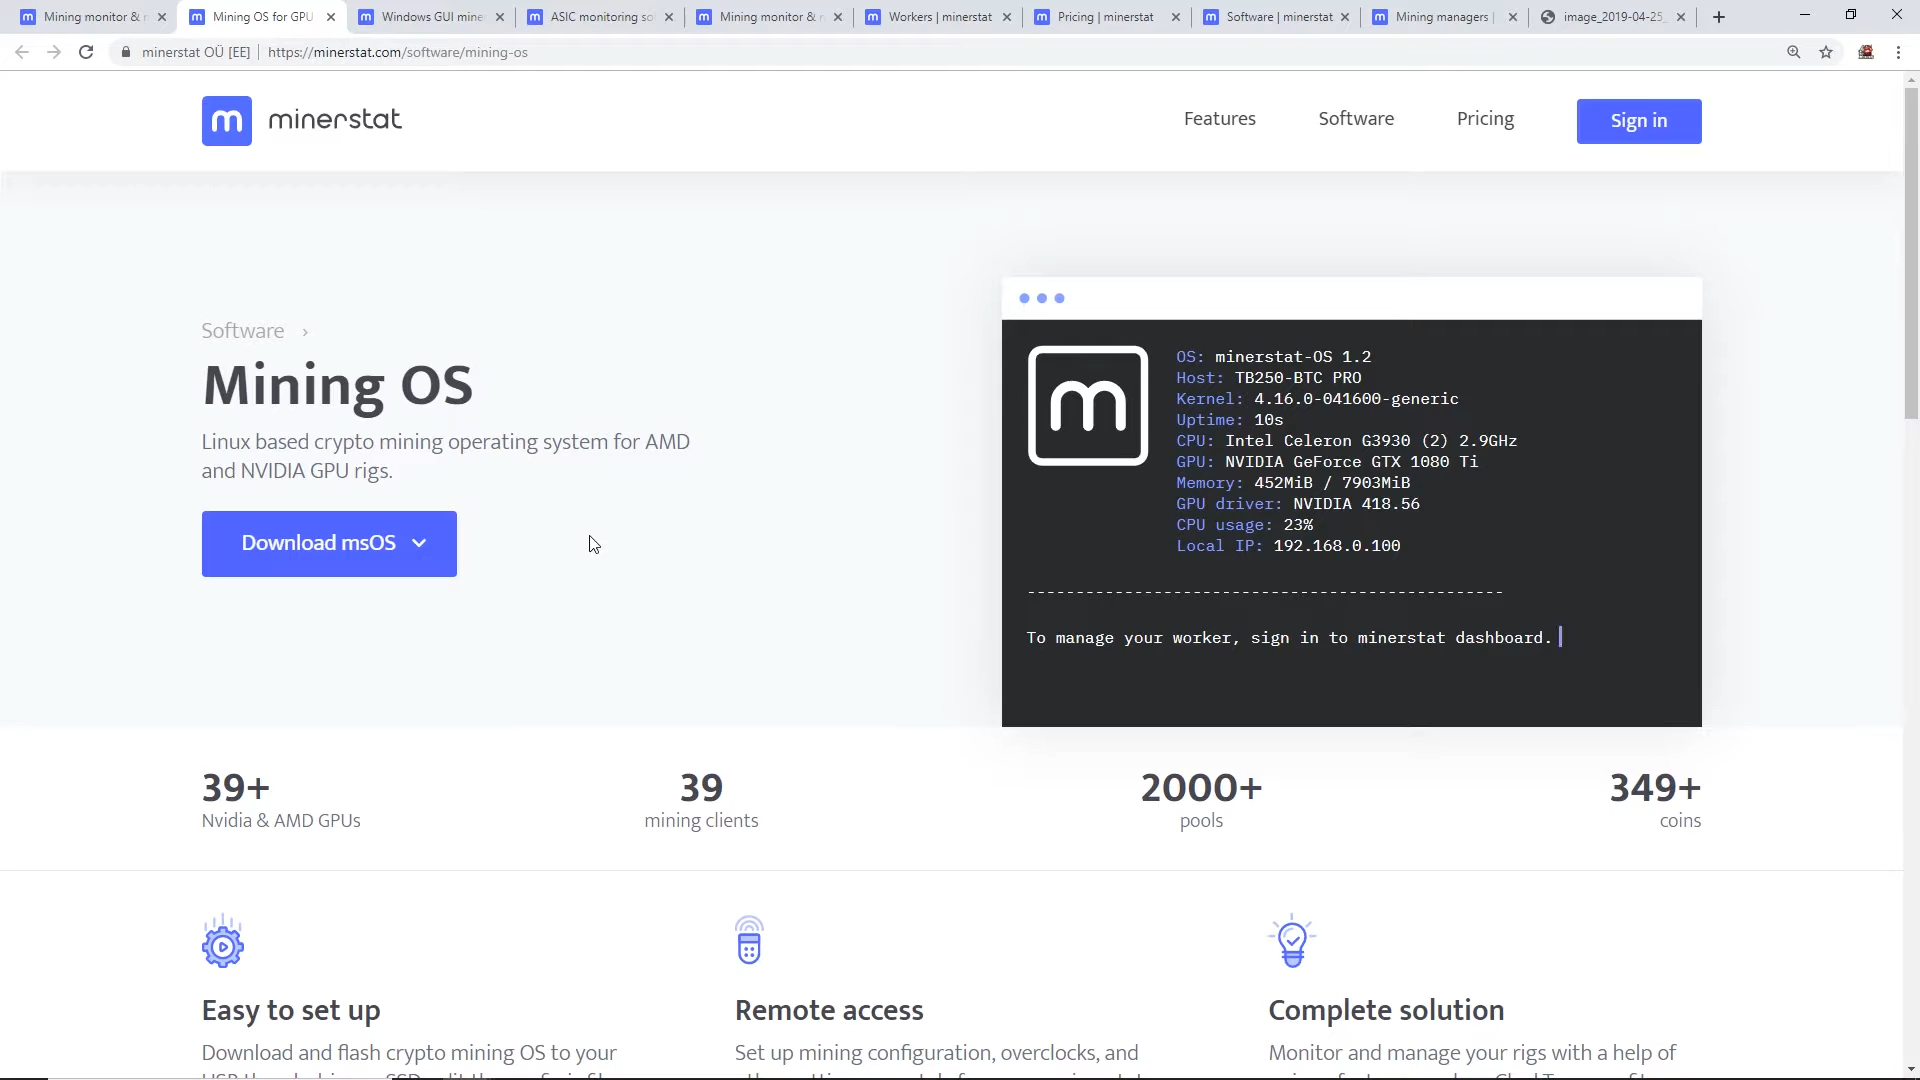 Mining monitor & m
Mining OS for GPU
Windows GUI mine
ASIC monitoring so
Mining monitor & m
Workers | minerstat
Pricing | minerstat
Software | minerstat
Mining managers |
image_2019-04-25_
minerstat OÜ [EE] | https://minerstat.com/software/mining-os
m minerstat
Features
Software
Pricing
Sign in
Software ›
Mining OS
Linux based crypto mining operating system for AMD
and NVIDIA GPU rigs.
Download msOS
m
OS: minerstat-OS 1.2
Host: TB250-BTC PRO
Kernel: 4.16.0-041600-generic
Uptime: 10s
CPU: Intel Celeron G3930 (2) 2.9GHz
GPU: NVIDIA GeForce GTX 1080 Ti
Memory: 452MiB / 7903MiB
GPU driver: NVIDIA 418.56
CPU usage: 23%
Local IP: 192.168.0.100
-------------------------------------------------
To manage your worker, sign in to minerstat dashboard.
39+
Nvidia & AMD GPUs
39
mining clients
2000+
pools
349+
coins
Easy to set up
Download and flash crypto mining OS to your
Remote access
Set up mining configuration, overclocks, and
Complete solution
Monitor and manage your rigs with a help of